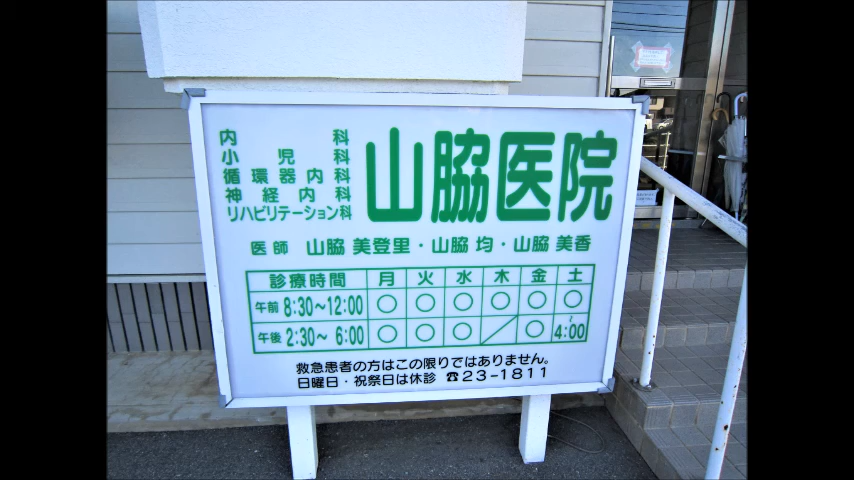 内科
小児科
循環器内科
神経内科
リハビリテーション科
山脇医院
医師 山脇 美登里・山脇 均・山脇 美香
診療時間 月 火 水 木 金 土
午前 8:30～12:00 ○ ○ ○ ○ ○ ○
午後 2:30～ 6:00 ○ ○ ○ ／ ○ ～4:00
救急患者の方はこの限りではありません。
日曜日・祝祭日は休診 ☎23-1811